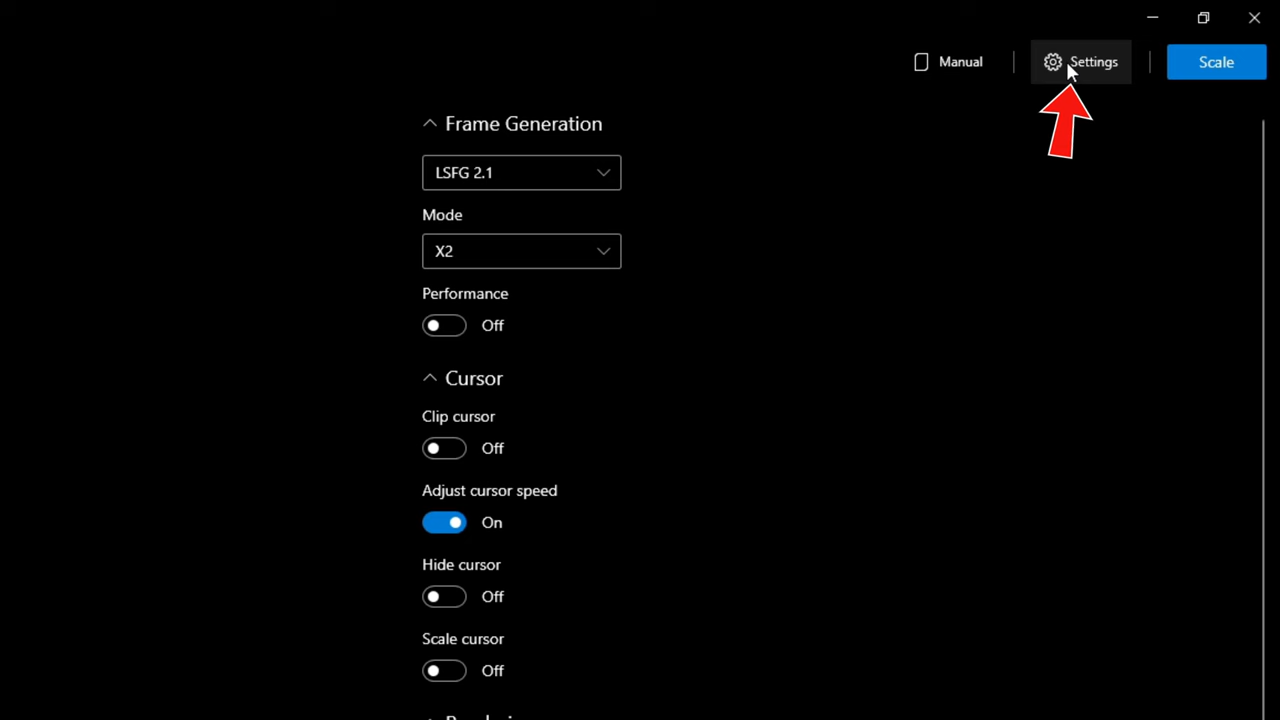 Manual
Settings
Scale
Frame Generation
LSFG 2.1
Mode
X2
Performance
Off
Cursor
Clip cursor
Off
Adjust cursor speed
On
Hide cursor
Off
Scale cursor
Off